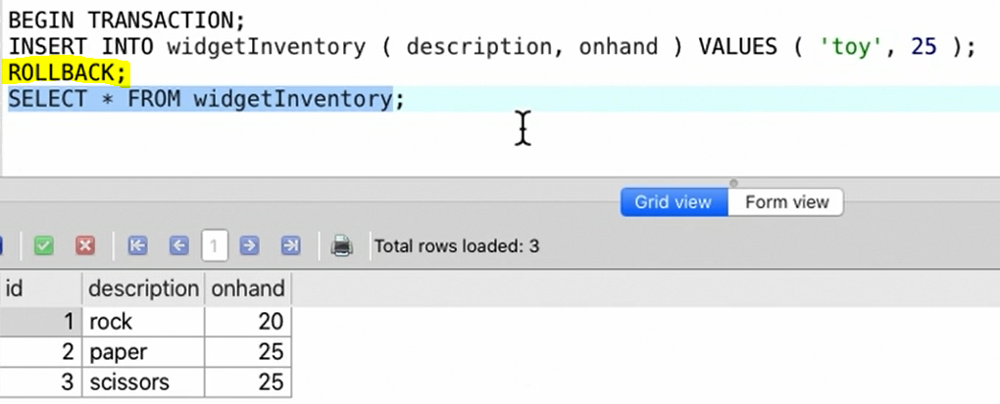 BEGIN TRANSACTION;
INSERT INTO widgetInventory ( description, onhand ) VALUES ( 'toy', 25 );
ROLLBACK;
SELECT * FROM widgetInventory;
Grid view Form view
1 Total rows loaded: 3
id description onhand
1 rock 20
2 paper 25
3 scissors 25